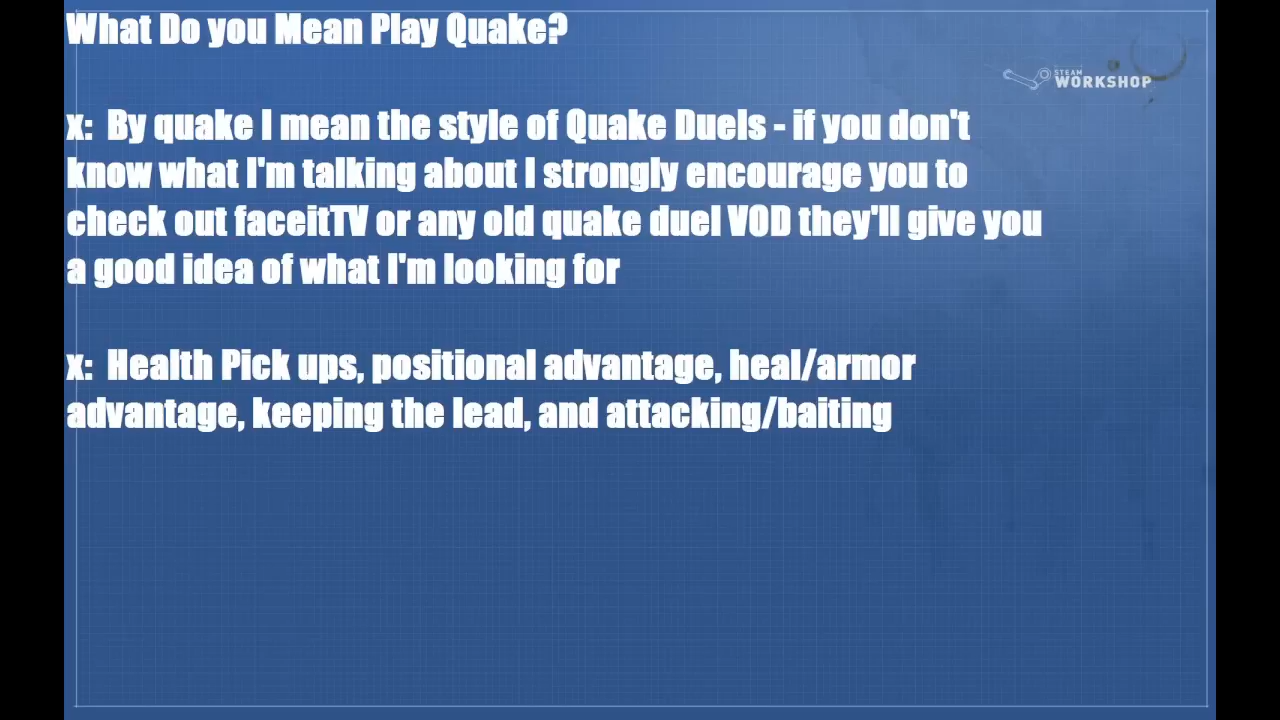 What Do you Mean Play Quake?
STEAM
WORKSHOP
x: By quake I mean the style of Quake Duels - if you don't
know what I'm talking about I strongly encourage you to
check out faceitTV or any old quake duel VOD they'll give you
a good idea of what I'm looking for
x: Health Pick ups, positional advantage, heal/armor
advantage, keeping the lead, and attacking/baiting